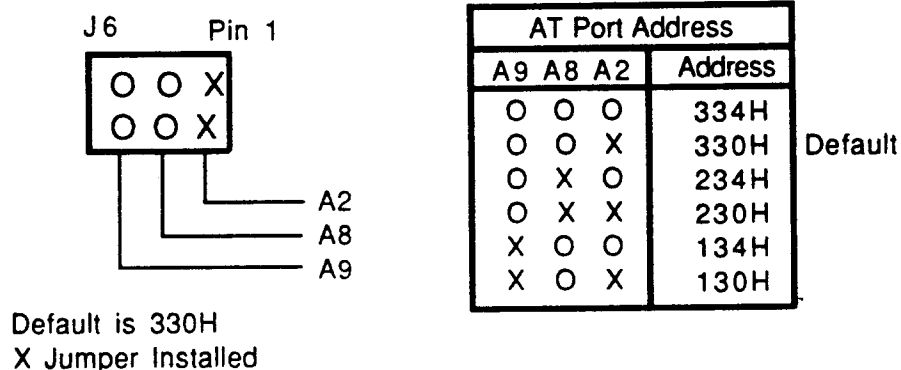 J6 Pin 1
O O X
O O X
A2
A8
A9
Default is 330H
X Jumper Installed
AT Port Address
A9 A8 A2 Address
O O O 334H
O O X 330H Default
O X O 234H
O X X 230H
X O O 134H
X O X 130H